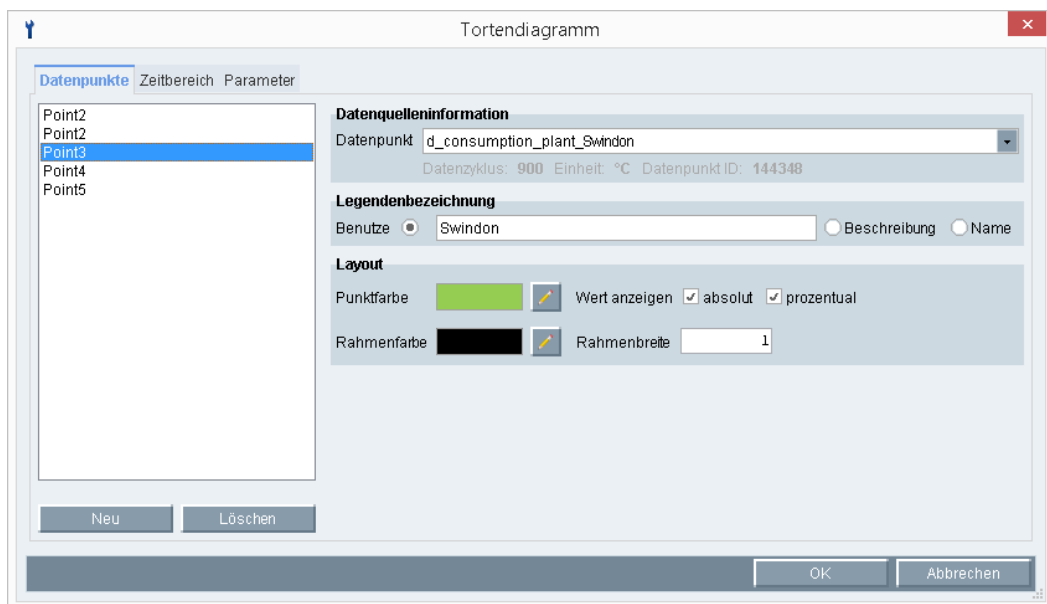 Tortendiagramm
Datenpunkte Zeitbereich Parameter
Point2
Point2
Point3
Point4
Point5
Neu Löschen
Datenquelleninformation
Datenpunkt d_consumption_plant_Swindon
Datenzyklus: 900 Einheit: °C Datenpunkt ID: 144348
Legendenbezeichnung
Benutze Swindon Beschreibung Name
Layout
Punktfarbe Wert anzeigen absolut prozentual
Rahmenfarbe Rahmenbreite 1
OK Abbrechen